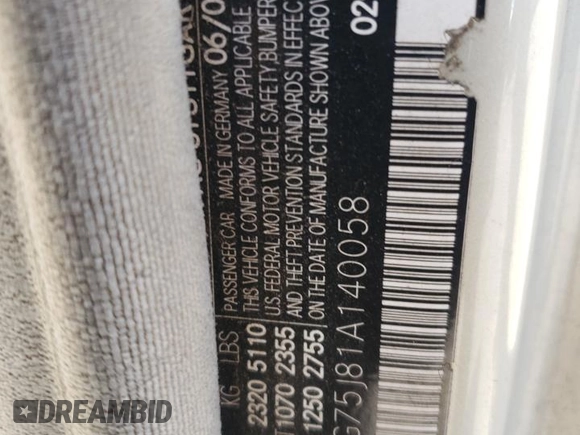 PASSENGER CAR MADE IN GERMANY 06/0
THIS VEHICLE CONFORMS TO ALL APPLICABLE
U.S. FEDERAL MOTOR VEHICLE SAFETY/BUMPER
AND THEFT PREVENTION STANDARDS IN EFFECT
ON THE DATE OF MANUFACTURE SHOWN ABOVE
KG LBS
2320 5110
1070 2355
1250 2755
G75J81A140058
02
DREAMBID